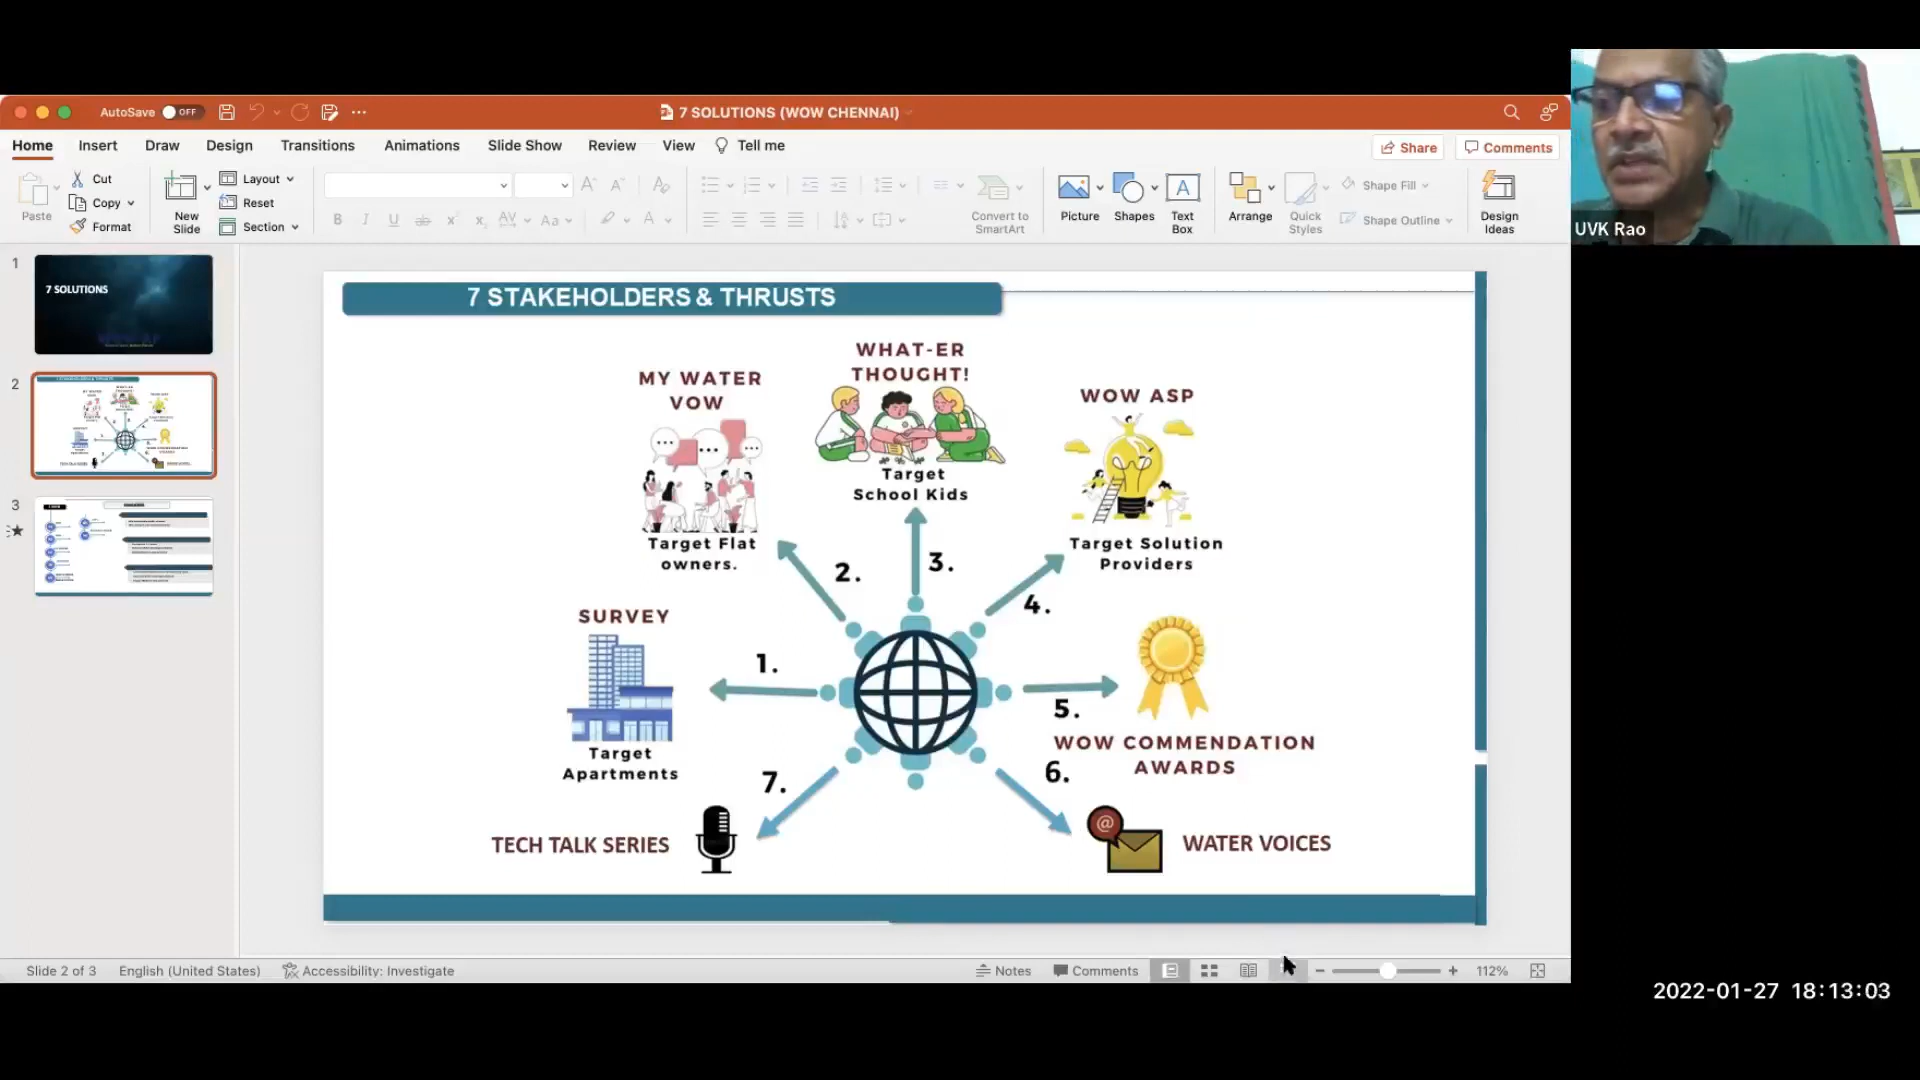 AutoSave OFF
7 SOLUTIONS (WOW CHENNAI)
Home Insert Draw Design Transitions Animations Slide Show Review View Tell me
Share Comments
Paste
Cut
Copy
Format
New
Slide
Layout
Reset
Section
Convert to
SmartArt
Picture
Shapes
Text
Box
Arrange
Quick
Styles
Shape Fill
Shape Outline
Design
Ideas
UVK Rao
1
7 SOLUTIONS
2
3
7 STAKEHOLDERS & THRUSTS
WHAT-ER
THOUGHT!
Target
School Kids
MY WATER
VOW
Target Flat
owners.
WOW ASP
Target Solution
Providers
2.
3.
4.
SURVEY
Target
Apartments
1.
5.
WOW COMMENDATION
AWARDS
6.
7.
TECH TALK SERIES
@
WATER VOICES
Slide 2 of 3 English (United States) Accessibility: Investigate
Notes Comments 112%
2022-01-27 18:13:03